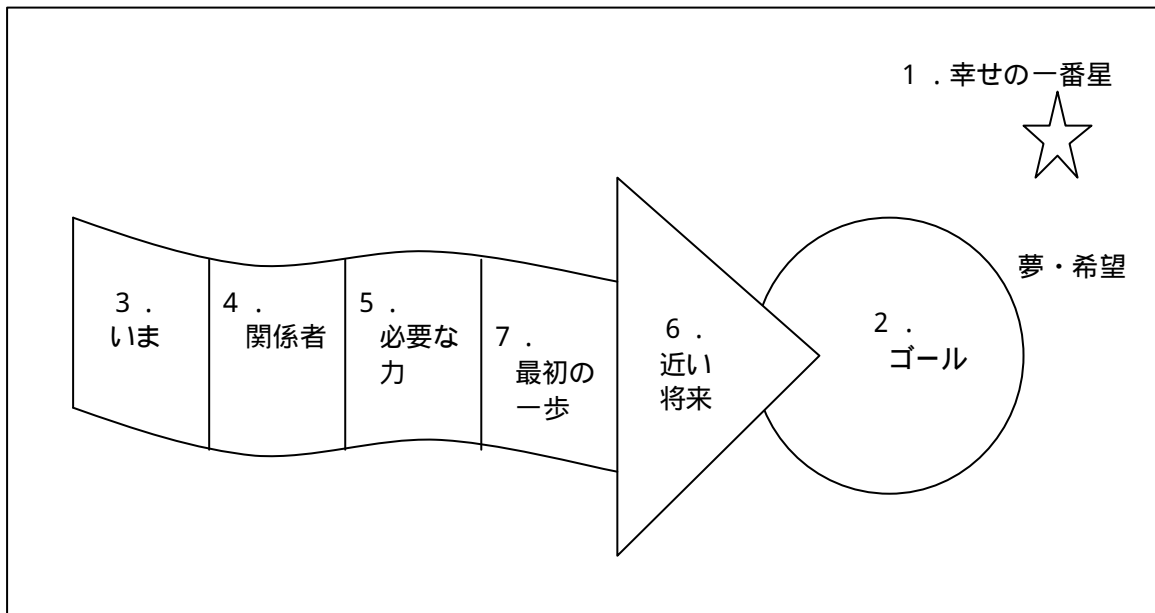 1．幸せの一番星
夢・希望
3．
いま
4．
関係者
5．
必要な
力
7．
最初の
一歩
6．
近い
将来
2．
ゴール